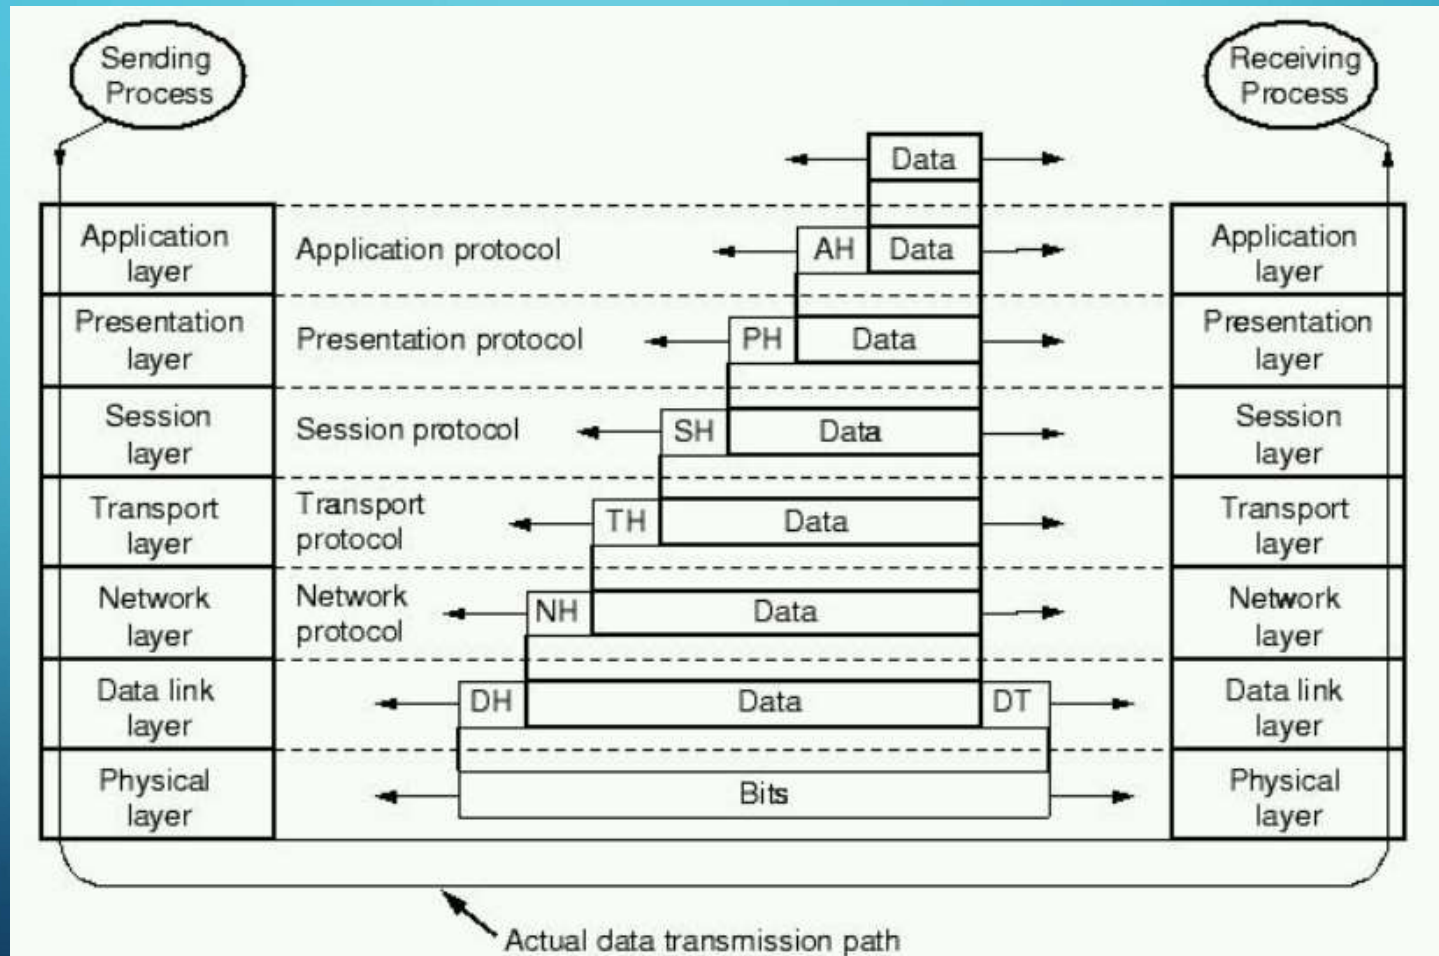 Sending
Process
Receiving
Process
Data
Application
layer
Application protocol
AH
Data
Application
layer
Presentation
layer
Presentation protocol
PH
Data
Presentation
layer
Session
layer
Session protocol
SH
Data
Session
layer
Transport
layer
Transport
protocol
TH
Data
Transport
layer
Network
layer
Network
protocol
NH
Data
Network
layer
Data link
layer
DH
Data
DT
Data link
layer
Physical
layer
Bits
Physical
layer
Actual data transmission path